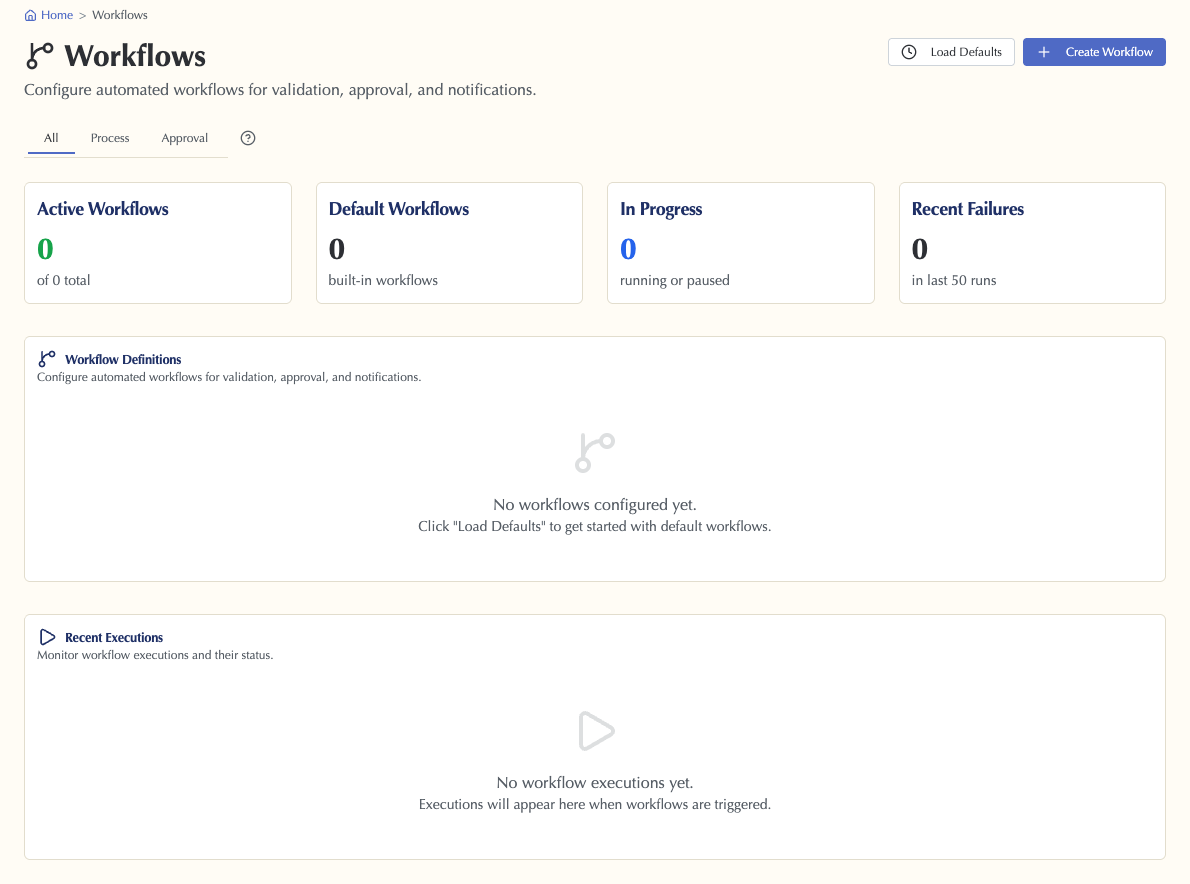 Home > Workflows
Workflows
Load Defaults
Create Workflow
Configure automated workflows for validation, approval, and notifications.
All Process Approval
Active Workflows
0
of 0 total
Default Workflows
0
built-in workflows
In Progress
0
running or paused
Recent Failures
0
in last 50 runs
Workflow Definitions
Configure automated workflows for validation, approval, and notifications.
No workflows configured yet.
Click "Load Defaults" to get started with default workflows.
Recent Executions
Monitor workflow executions and their status.
No workflow executions yet.
Executions will appear here when workflows are triggered.